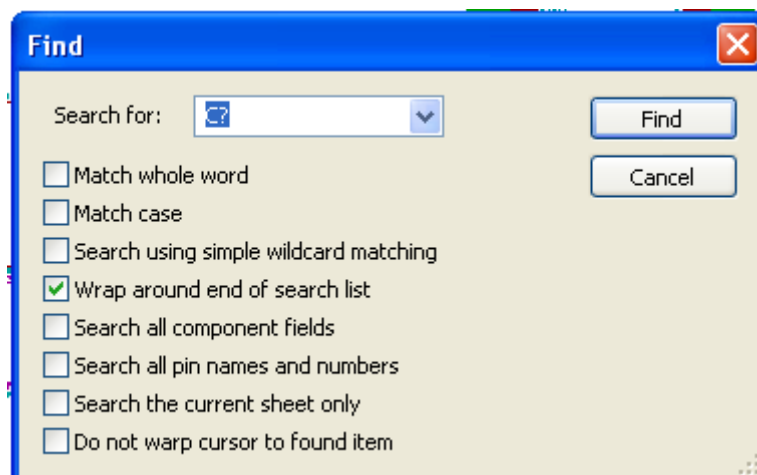 Find
Search for: C? Find
Match whole word Cancel
Match case
Search using simple wildcard matching
Wrap around end of search list
Search all component fields
Search all pin names and numbers
Search the current sheet only
Do not warp cursor to found item